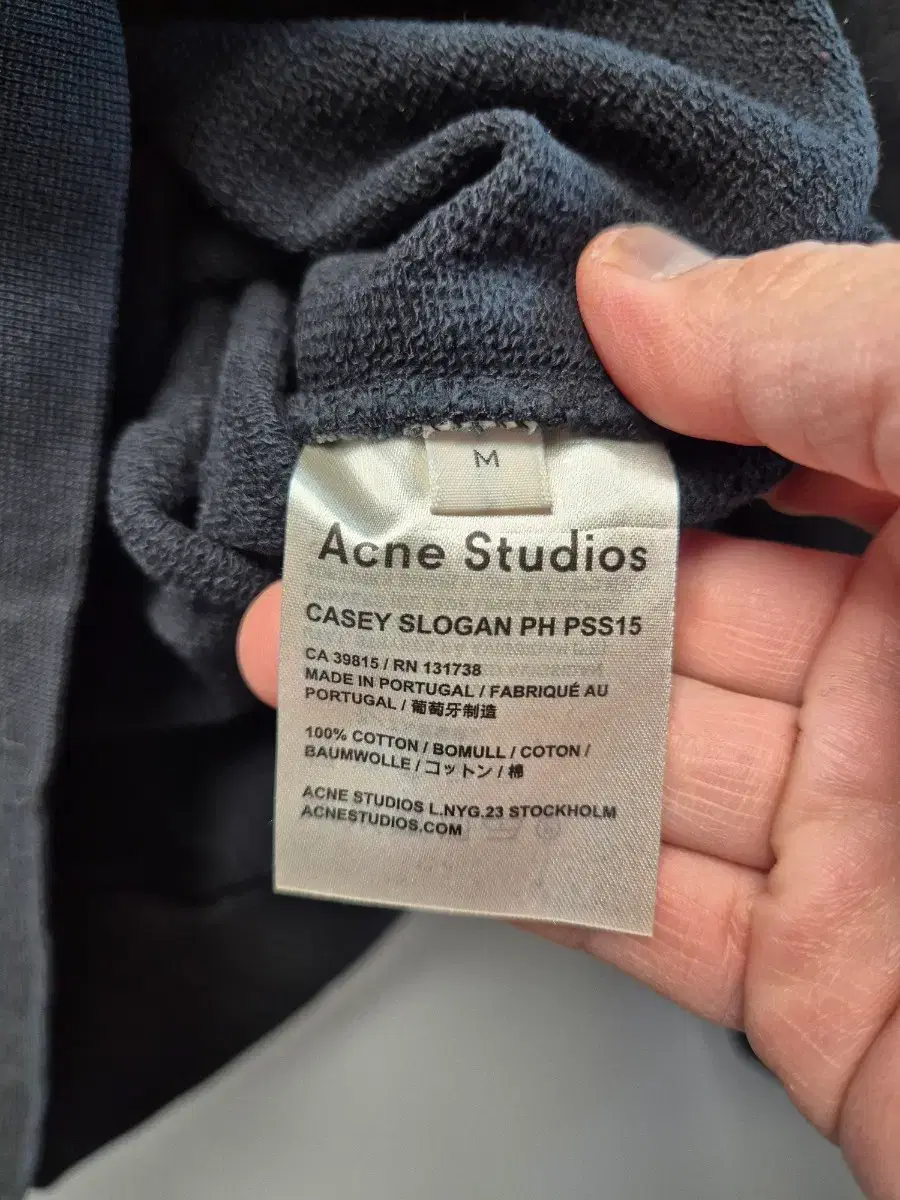 M
Acne Studios
CASEY SLOGAN PH PSS15
CA 39815 / RN 131738
MADE IN PORTUGAL / FABRIQUÉ AU
PORTUGAL / 葡萄牙制造
100% COTTON / BOMULL / COTON /
BAUMWOLLE / コットン / 棉
ACNE STUDIOS L.NYG.23 STOCKHOLM
ACNESTUDIOS.COM